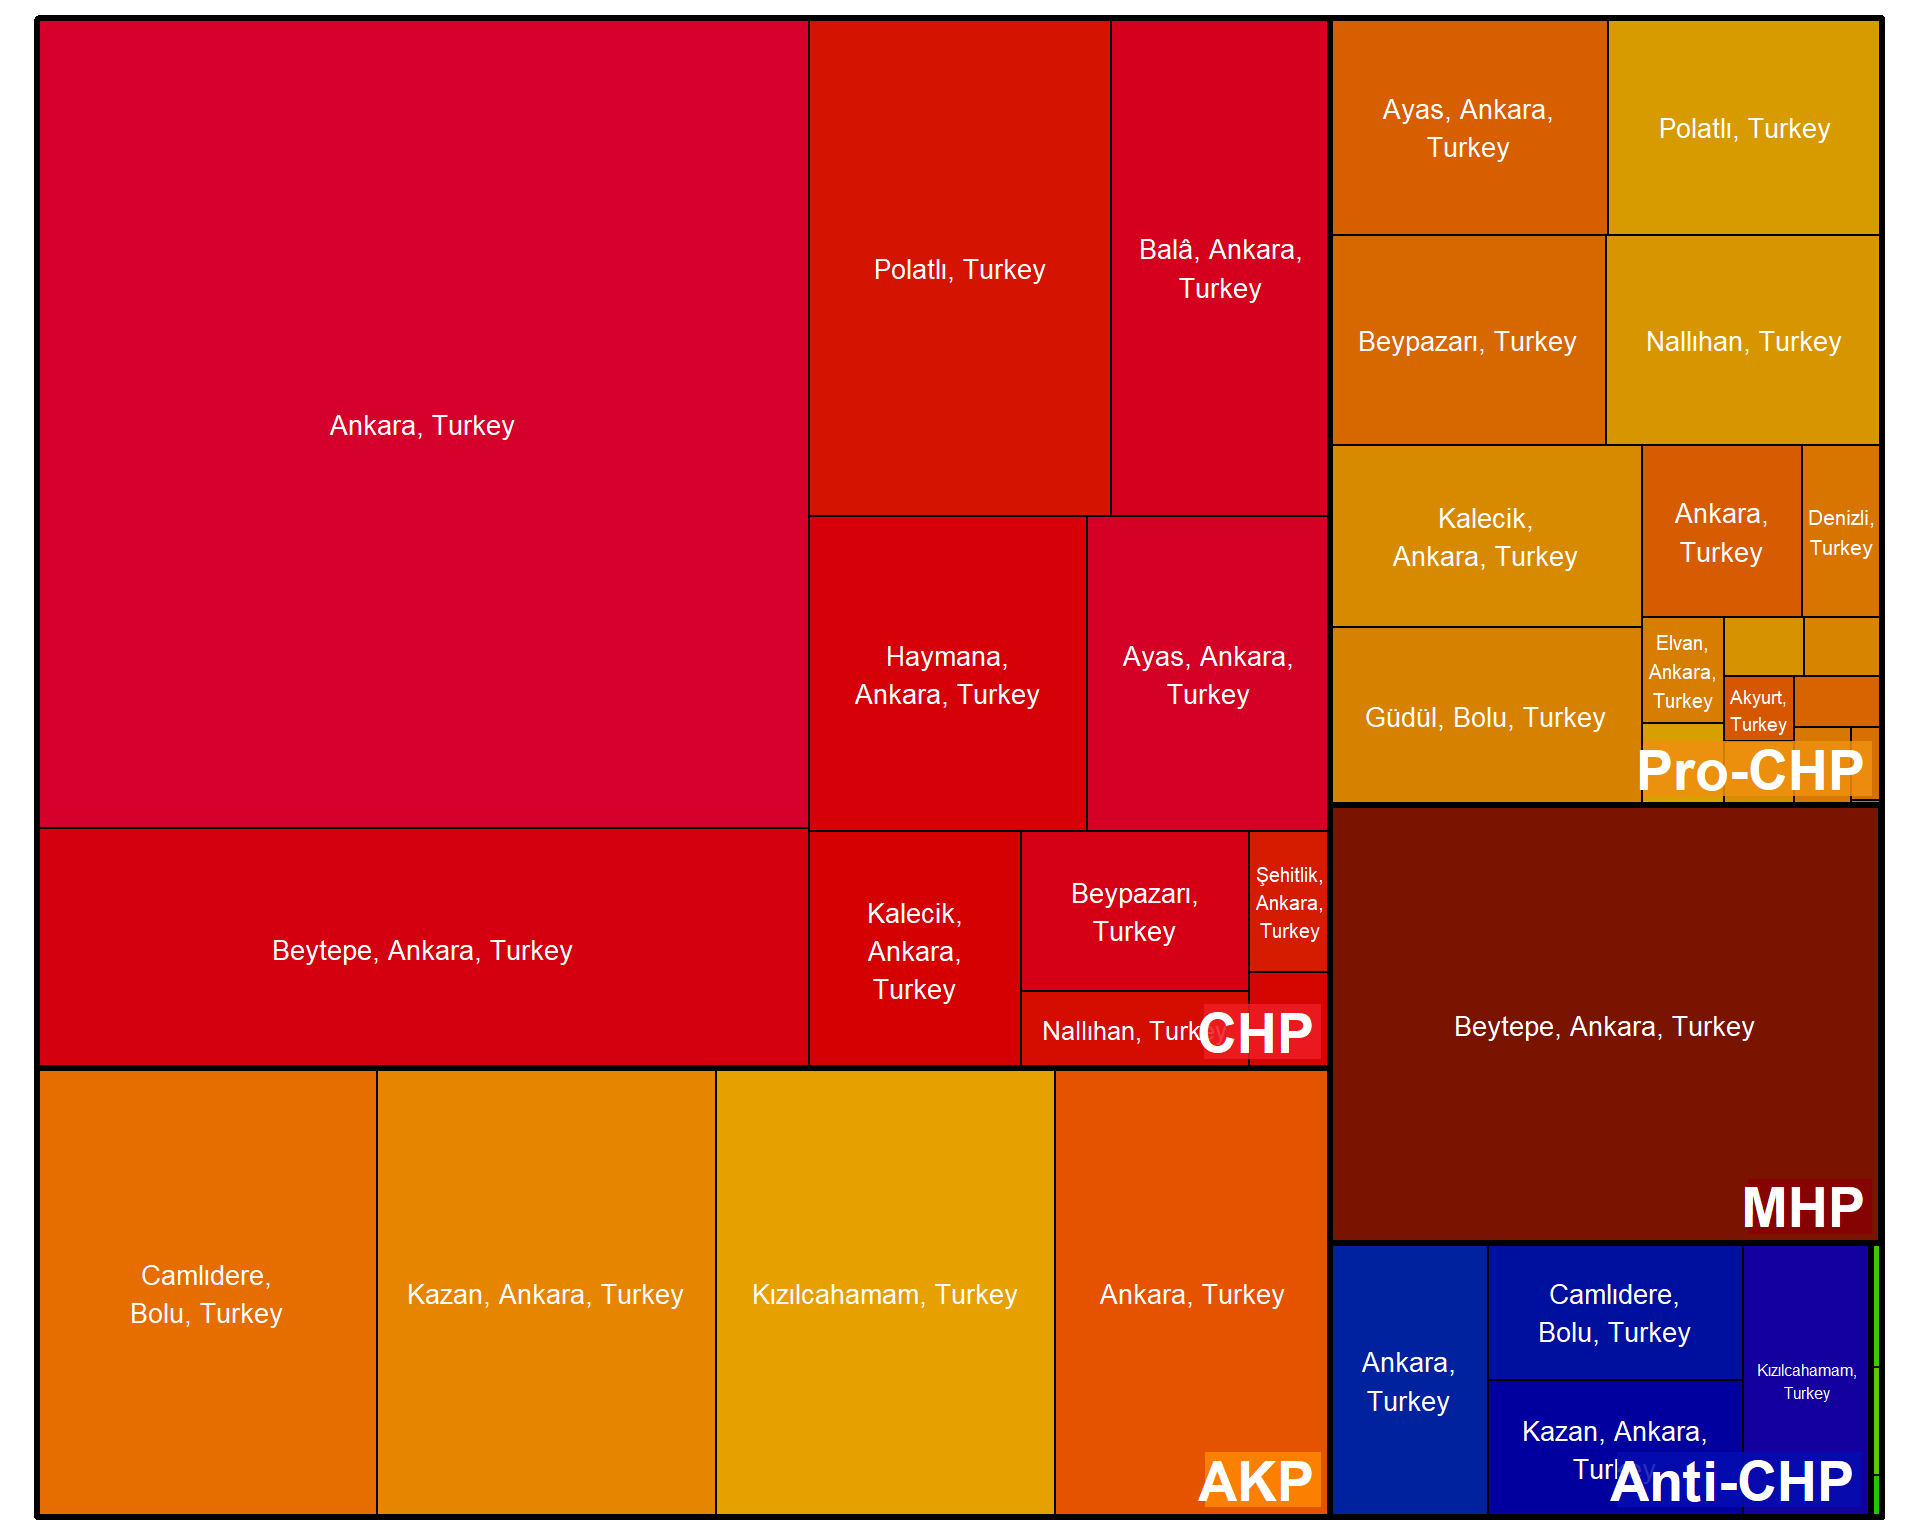 Ankara, Turkey
Polatlı, Turkey
Balâ, Ankara,
Turkey
Haymana,
Ankara, Turkey
Ayas, Ankara,
Turkey
Beytepe, Ankara, Turkey
Kalecik,
Ankara,
Turkey
Beypazarı,
Turkey
Şehitlik,
Ankara,
Turkey
Nallıhan, Turkey
CHP
Camlıdere,
Bolu, Turkey
Kazan, Ankara, Turkey
Kızılcahamam, Turkey
Ankara, Turkey
AKP
Ayas, Ankara,
Turkey
Polatlı, Turkey
Beypazarı, Turkey
Nallıhan, Turkey
Kalecik,
Ankara, Turkey
Ankara,
Turkey
Denizli,
Turkey
Güdül, Bolu, Turkey
Elvan,
Ankara,
Turkey
Akyurt,
Turkey
Pro-CHP
Beytepe, Ankara, Turkey
MHP
Ankara,
Turkey
Camlıdere,
Bolu, Turkey
Kazan, Ankara,
Turkey
Kızılcahamam,
Turkey
Anti-CHP